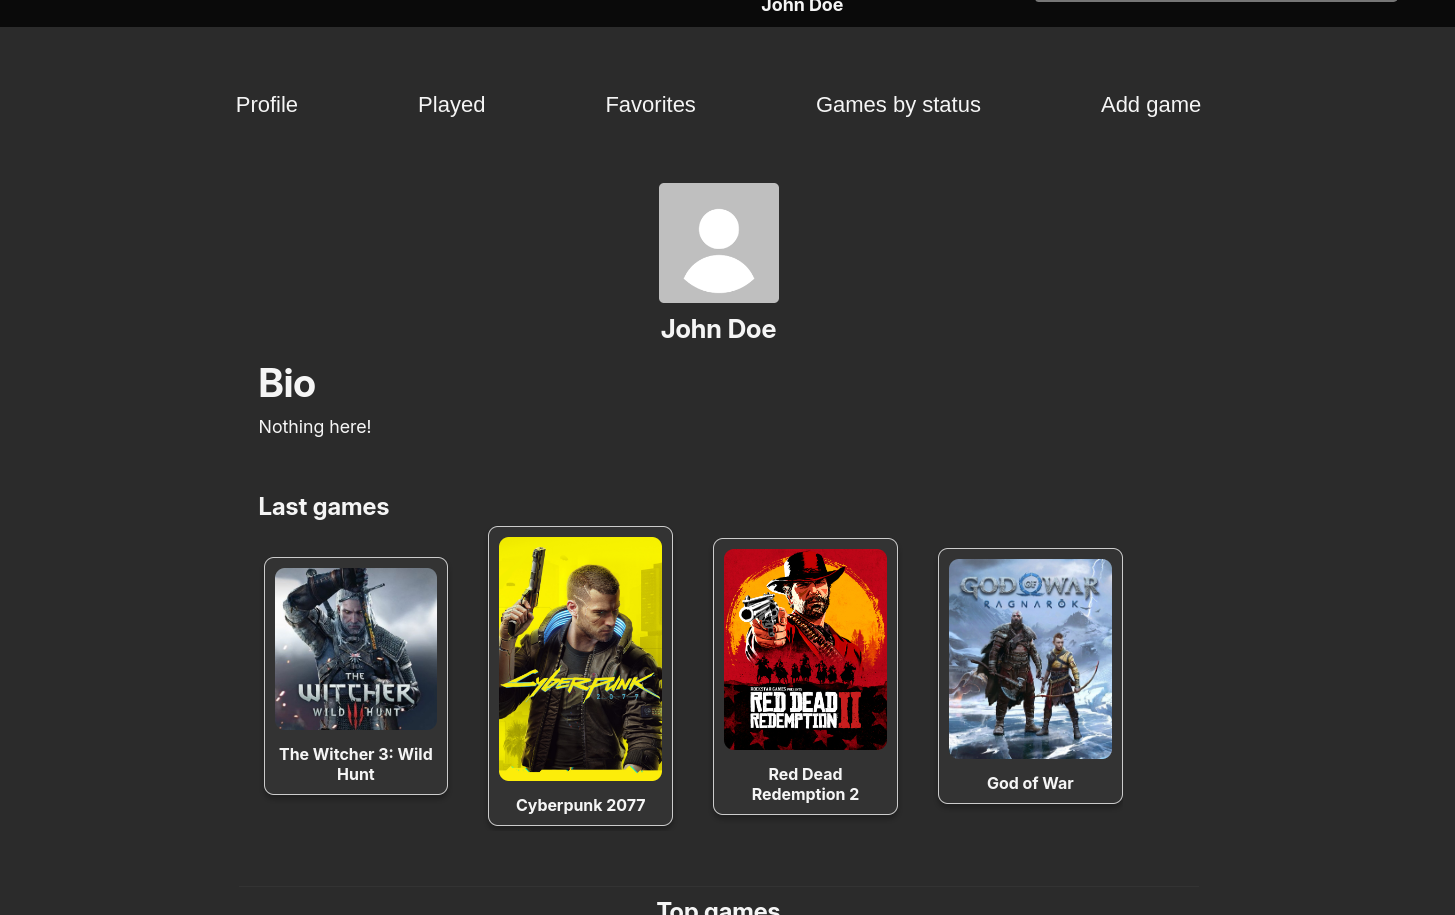 John Doe
Profile Played Favorites Games by status Add game
John Doe
Bio
Nothing here!
Last games
THE
WITCHER
WILD HUNT
The Witcher 3: Wild
Hunt
Cyberpunk
2077
Cyberpunk 2077
ROCKSTAR GAMES PRESENTS
RED DEAD
REDEMPTION II
Red Dead
Redemption 2
GOD OF WAR
RAGNARÖK
God of War
Top games